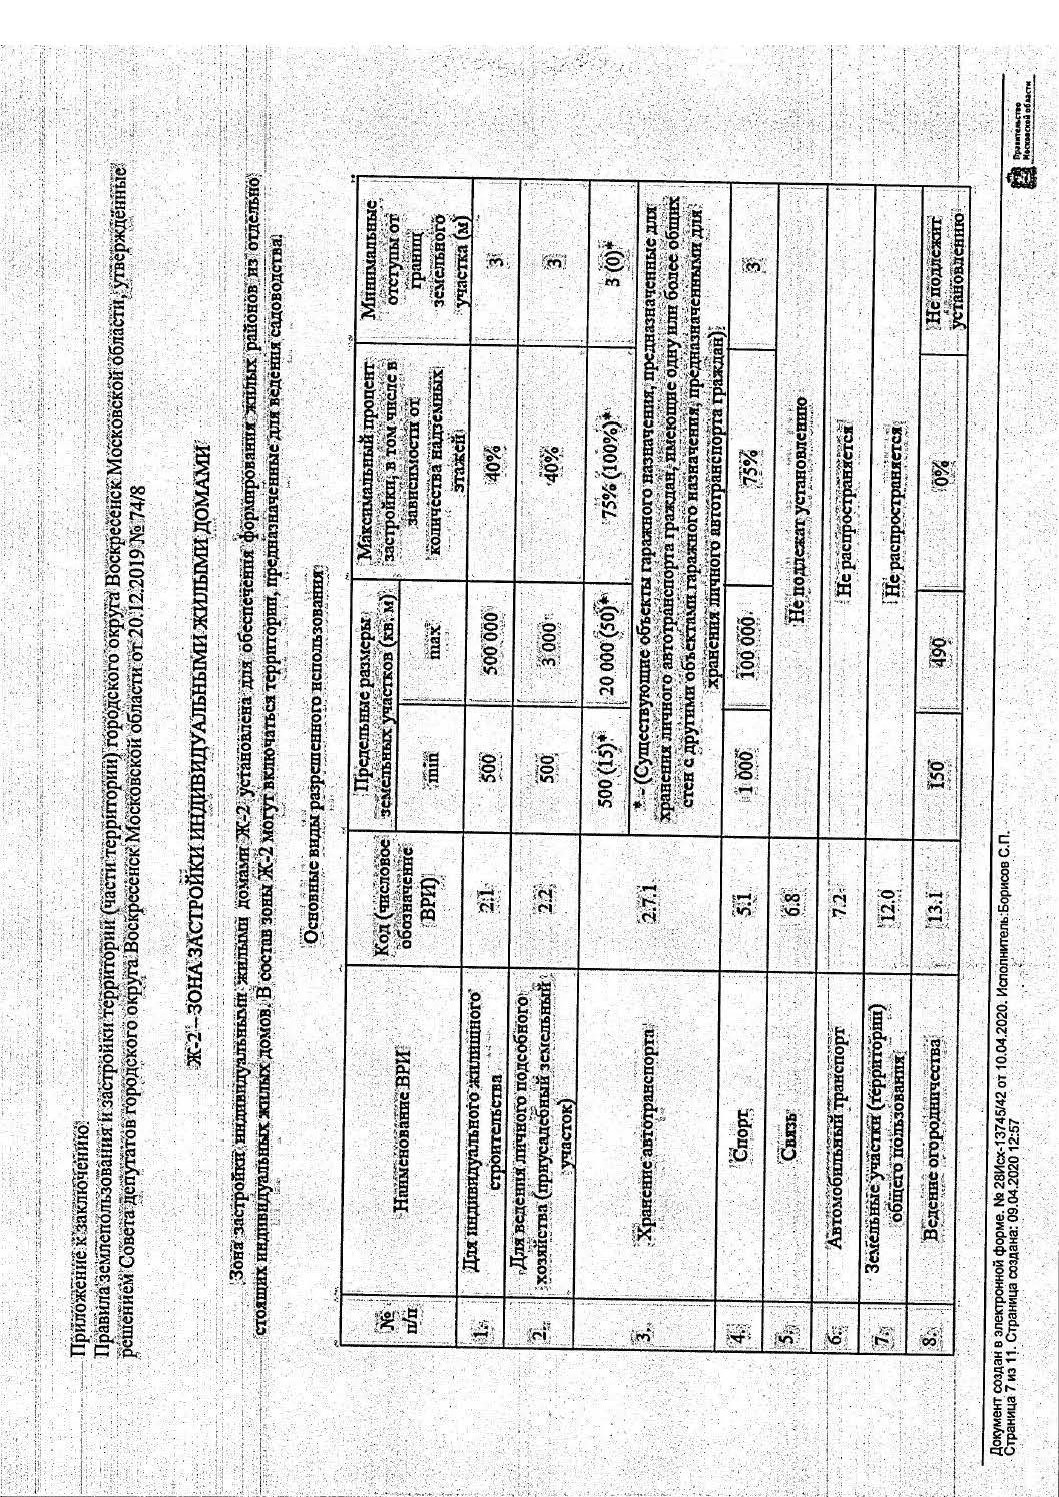 Приложение к заключению
Правила землепользования и застройки территории (части территории) городского округа Воскресенск Московской области, утвержденные
решением Совета депутатов городского округа Воскресенск Московской области от 20.12.2019 № 74/8
Ж-2 – ЗОНА ЗАСТРОЙКИ ИНДИВИДУАЛЬНЫМИ ЖИЛЫМИ ДОМАМИ
Зона застройки индивидуальными жилыми домами Ж-2 установлена для обеспечения формирования жилых районов из отдельно
стоящих индивидуальных жилых домов. В состав зоны Ж-2 могут включаться территории, предназначенные для ведения садоводства.
Основные виды разрешенного использования
№
п/п
Наименование ВРИ
Код (числовое
обозначение
ВРИ)
Предельные размеры
земельных участков (кв. м)
min
max
Максимальный процент
застройки, в том числе в
зависимости от
количества надземных
этажей
Минимальные
отступы от
границ
земельного
участка (м)
1.
Для индивидуального жилищного
строительства
2.1
500
500 000
40%
3
2.
Для ведения личного подсобного
хозяйства (приусадебный земельный
участок)
2.2
500
3 000
40%
3
3.
Хранение автотранспорта
2.7.1
500 (15)*
20 000 (50)*
75% (100%)*
3 (0)*
* – (Существующие объекты гаражного назначения, предназначенные для
хранения личного автотранспорта граждан, имеющие одну или более общих
стен с другими объектами гаражного назначения, предназначенными для
хранения личного автотранспорта граждан)
4.
Спорт
5.1
1 000
100 000
75%
3
5.
Связь
6.8
Не подлежат установлению
6.
Автомобильный транспорт
7.2
Не распространяется
7.
Земельные участки (территории)
общего пользования
12.0
Не распространяется
8.
Ведение огородничества
13.1
150
490
0%
Не подлежит
установлению
Документ создан в электронной форме. № 28Исх-13745/42 от 10.04.2020. Исполнитель:Борисов С.П.
Страница 7 из 11. Страница создана: 09.04.2020 12:57
Правительство
Московской области